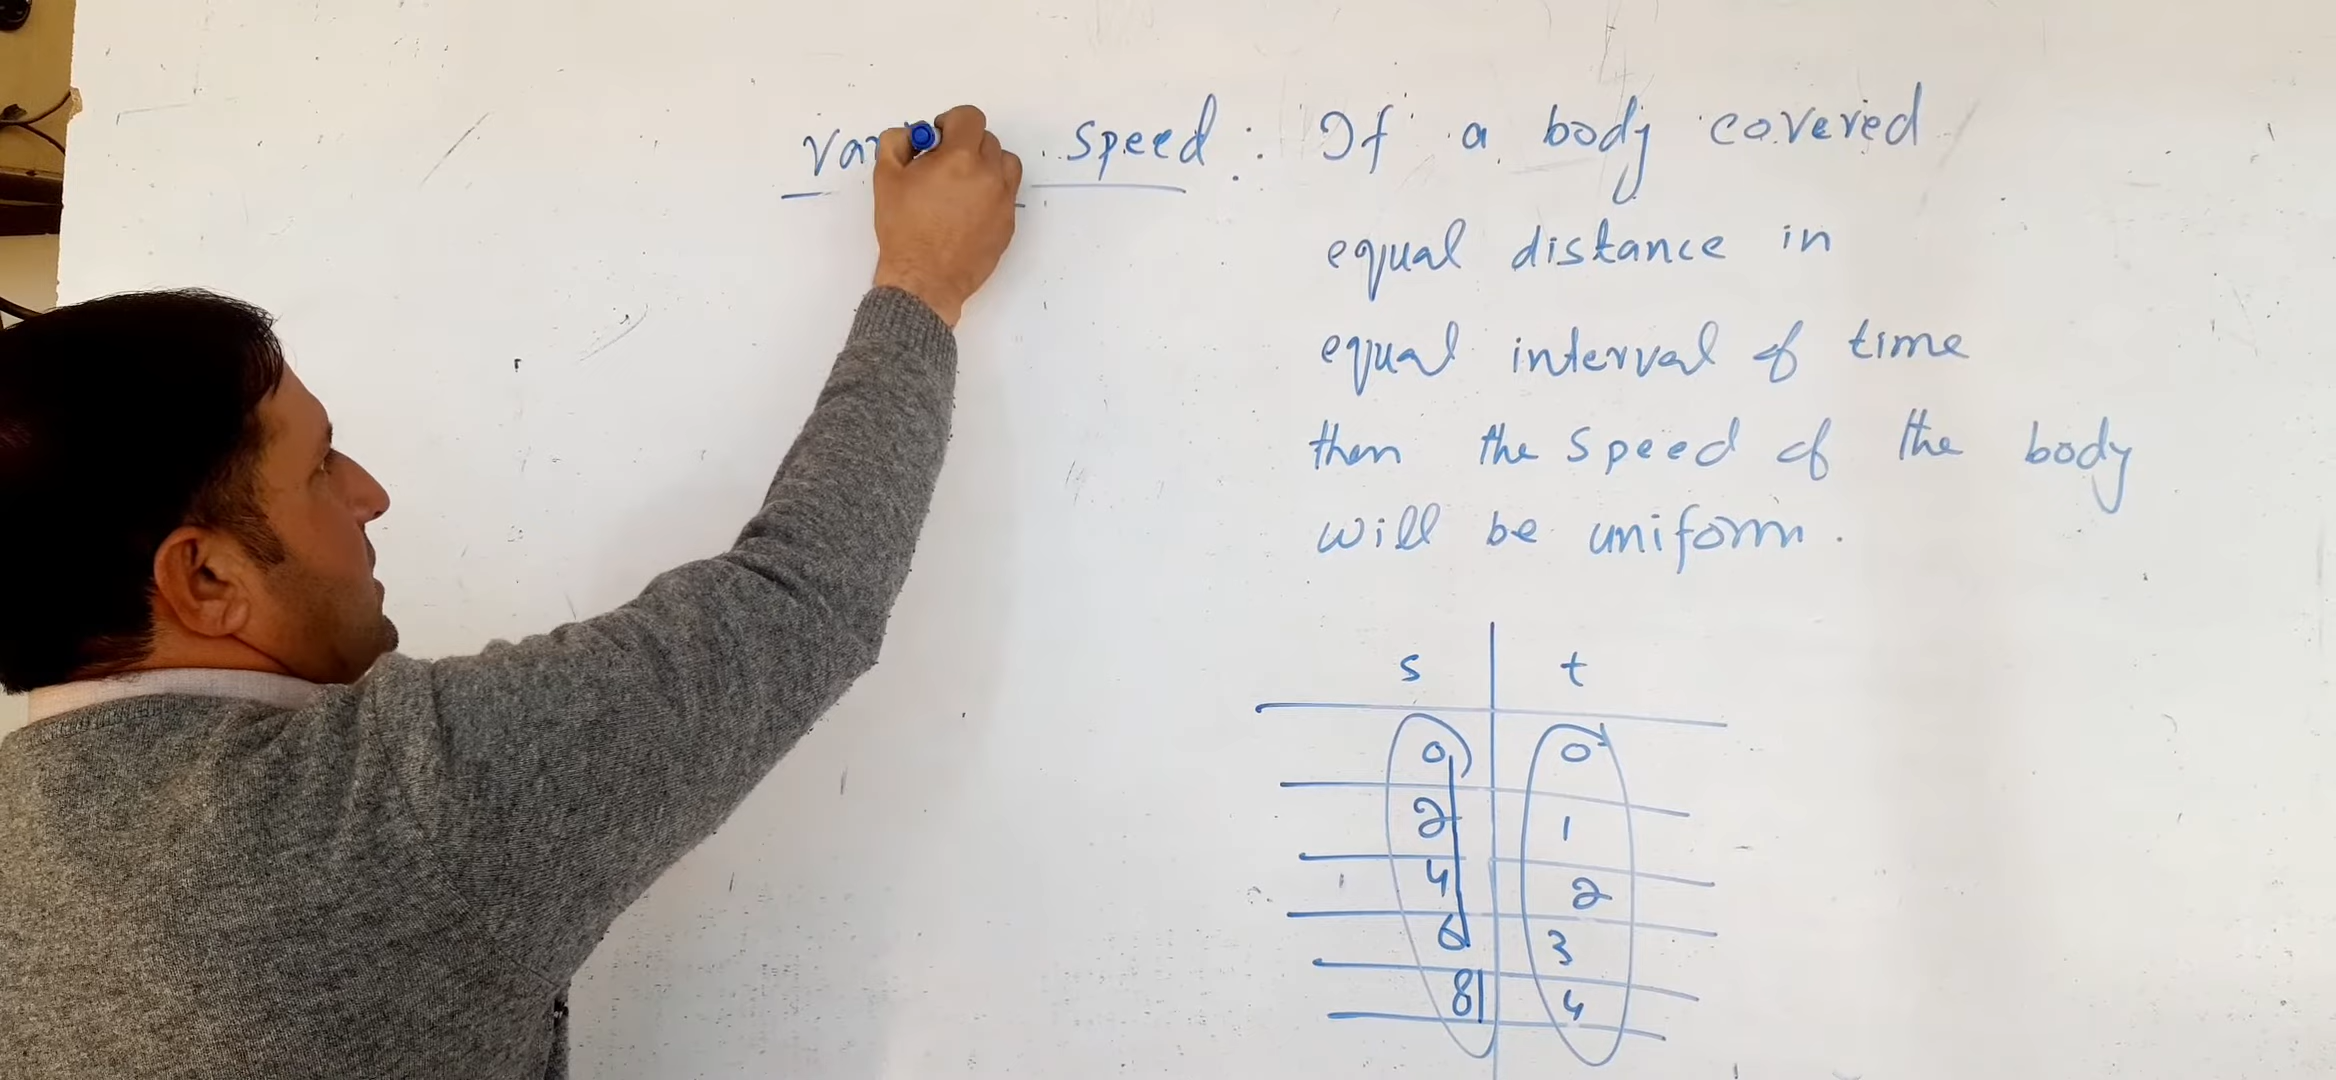 speed : If a body covered
equal distance in
equal interval of time
then the speed of the body
will be uniform.
s t
0 0
2 1
4 2
6 3
8 4